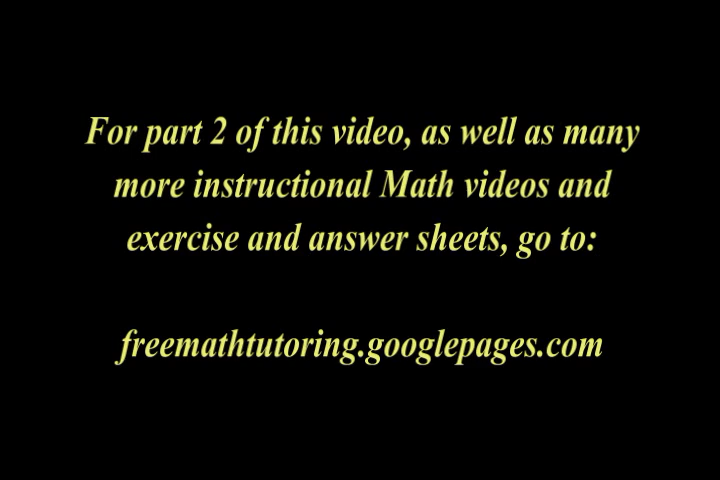 For part 2 of this video, as well as many
more instructional Math videos and
exercise and answer sheets, go to:
freemathtutoring.googlepages.com